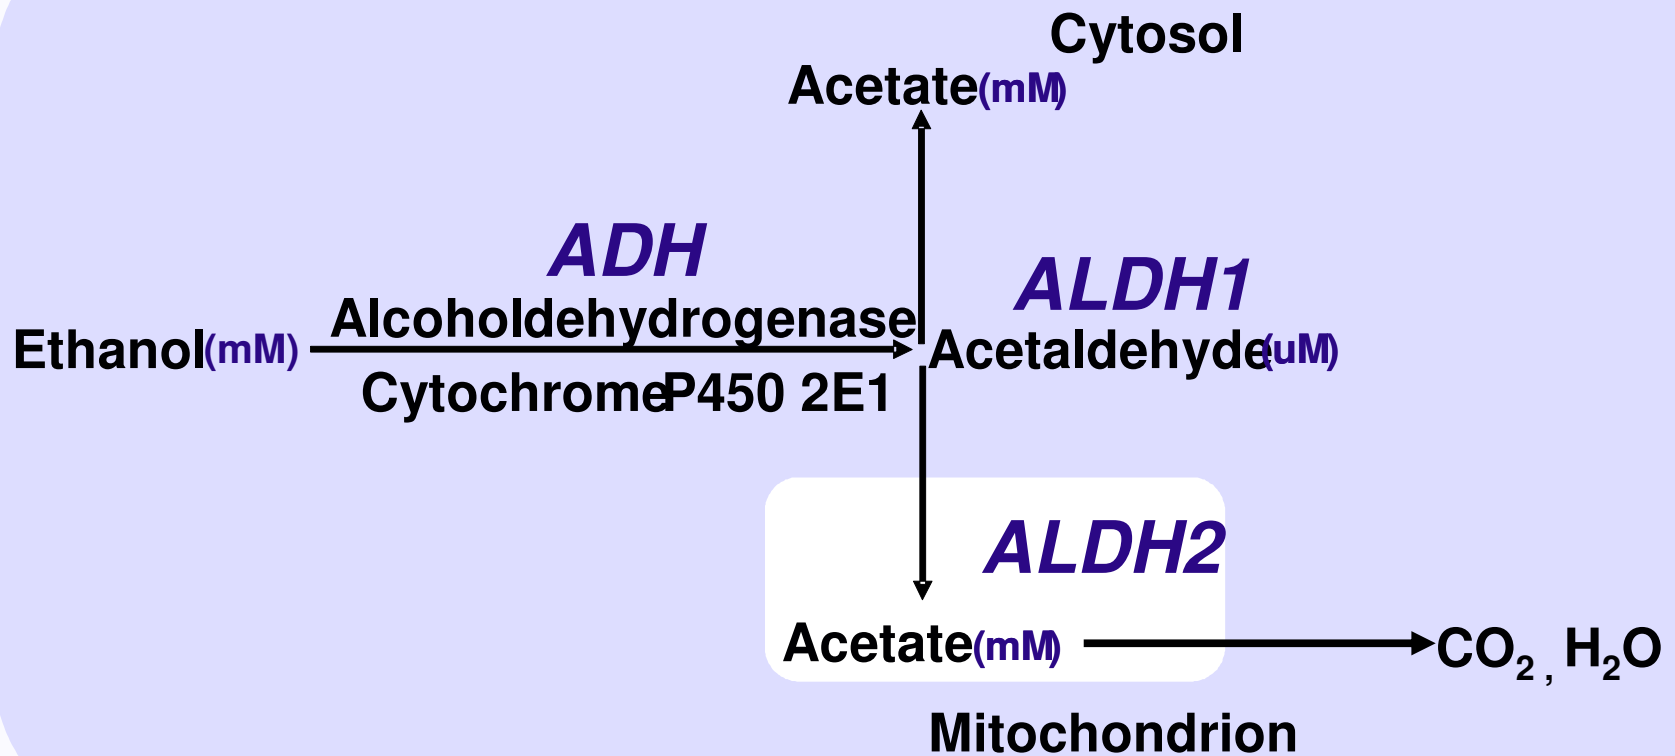 Cytosol
Acetate(mM)
ADH
ALDH1
Alcoholdehydrogenase
Ethanol(mM)
Acetaldehyde(uM)
CytochromeP450 2E1
ALDH2
Acetate(mM)
CO2, H2O
Mitochondrion